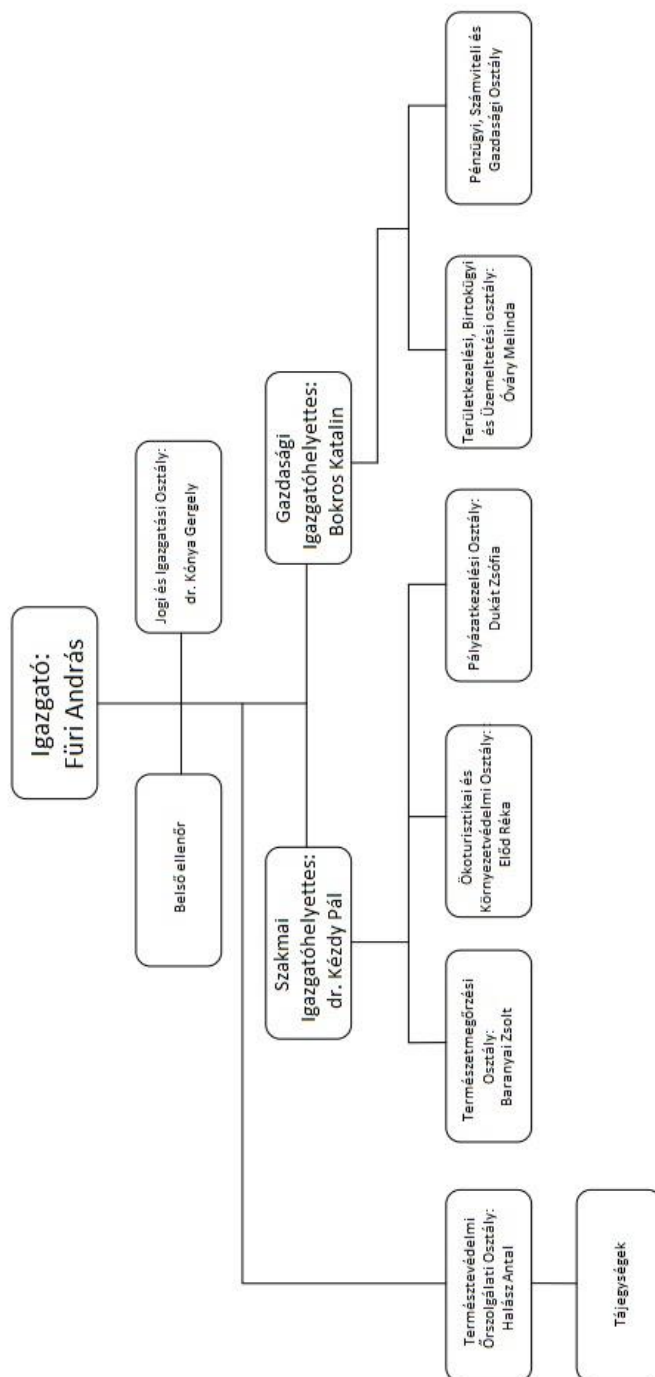 Igazgató:
Füri András
Belső ellenőr
Jogi és Igazgatási Osztály:
dr. Kónya Gergely
Szakmai
Igazgatóhelyettes:
dr. Kézdy Pál
Gazdasági
Igazgatóhelyettes:
Bokros Katalin
Természtevédelmi
Őrszolgálati Osztály:
Halász Antal
Természetmegőrzési
Osztály:
Baranyai Zsolt
Ökoturisztikai és
Környezetvédelmi Osztály:
Előd Réka
Pályázatkezelési Osztály:
Dukát Zsófia
Területkezelési, Birtokügyi
és Üzemeltetési osztály:
Óváry Melinda
Pénzügyi, Számviteli és
Gazdasági Osztály
Tájegységek